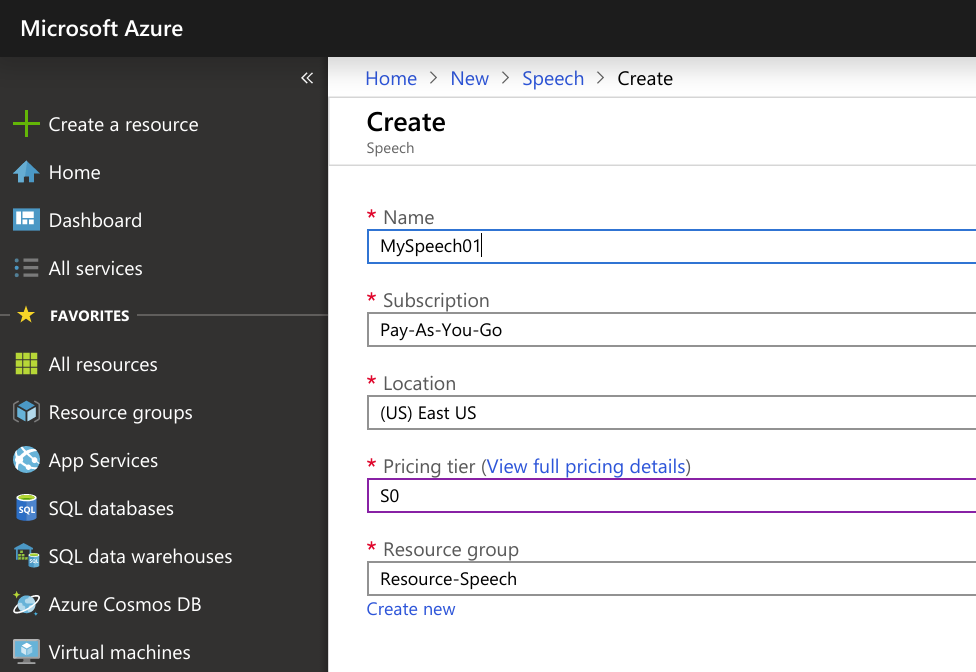 Microsoft Azure
«
Create a resource
Home
Dashboard
All services
FAVORITES
All resources
Resource groups
App Services
SQL
SQL databases
SQL data warehouses
Azure Cosmos DB
Virtual machines
Home > New > Speech > Create
Create
Speech
* Name
MySpeech01
* Subscription
Pay-As-You-Go
* Location
(US) East US
* Pricing tier (View full pricing details)
S0
* Resource group
Resource-Speech
Create new